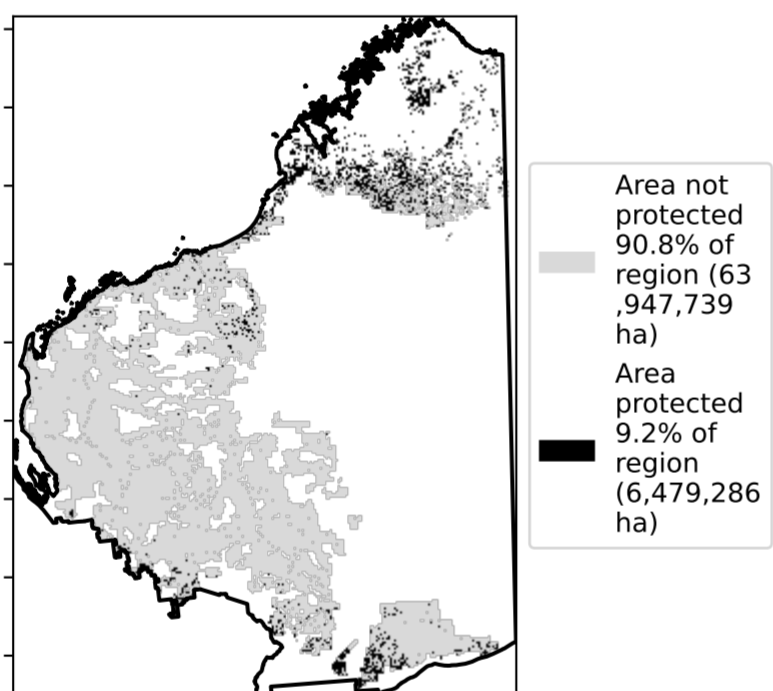 Area not
protected
90.8% of
region (63
,947,739
ha)
Area
protected
9.2% of
region
(6,479,286
ha)